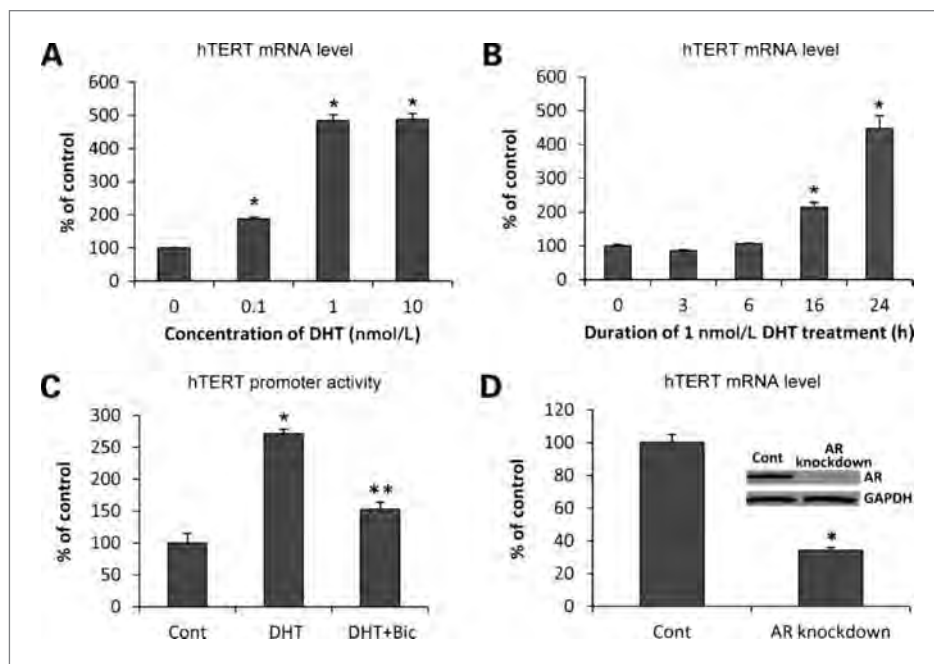 A
hTERT mRNA level
600
500
400
300
200
100
0
% of control
*
*
*
0 0.1 1 10
Concentration of DHT (nmol/L)
B
hTERT mRNA level
600
500
400
300
200
100
0
% of control
*
*
0 3 6 16 24
Duration of 1 nmol/L DHT treatment (h)
C
hTERT promoter activity
300
250
200
150
100
50
0
% of control
*
**
Cont DHT DHT+Bic
D
hTERT mRNA level
120
100
80
60
40
20
0
% of control
Cont AR knockdown
AR
GAPDH
*
Cont AR knockdown